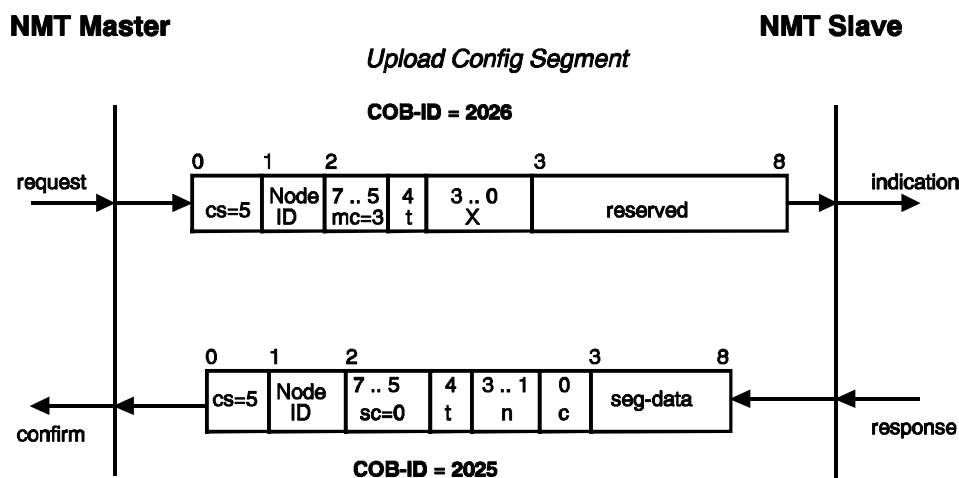 NMT Master
NMT Slave
Upload Config Segment
COB-ID = 2026
0 1 2 3 8
request
indication
cs=5
Node
ID
7 .. 5
mc=3
4
t
3 .. 0
X
reserved
0 1 2 3 8
cs=5
Node
ID
7 .. 5
sc=0
4
t
3 .. 1
n
0
c
seg-data
confirm
response
COB-ID = 2025